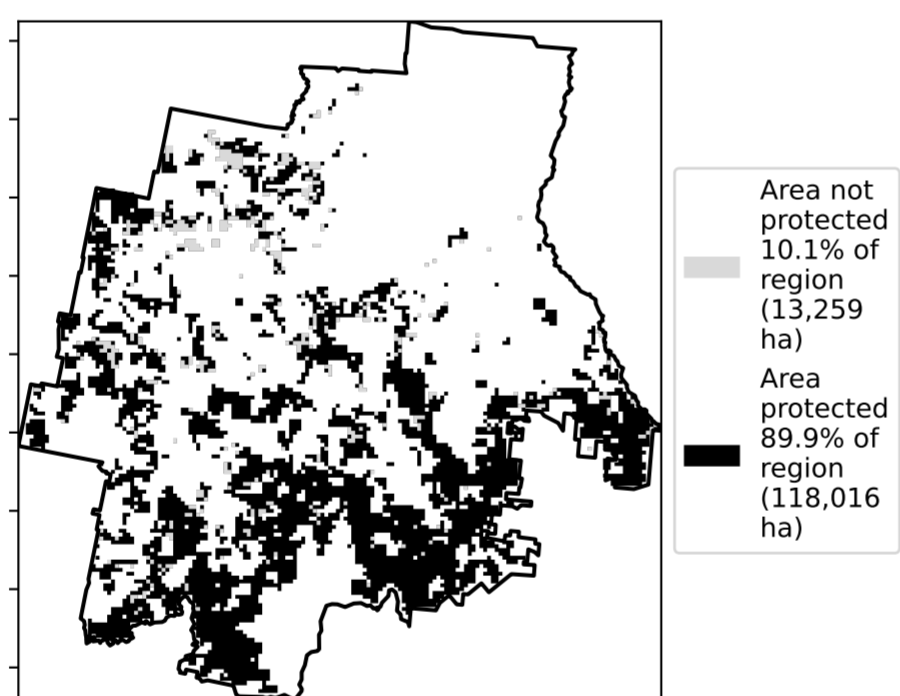 Area not
protected
10.1% of
region
(13,259
ha)
Area
protected
89.9% of
region
(118,016
ha)